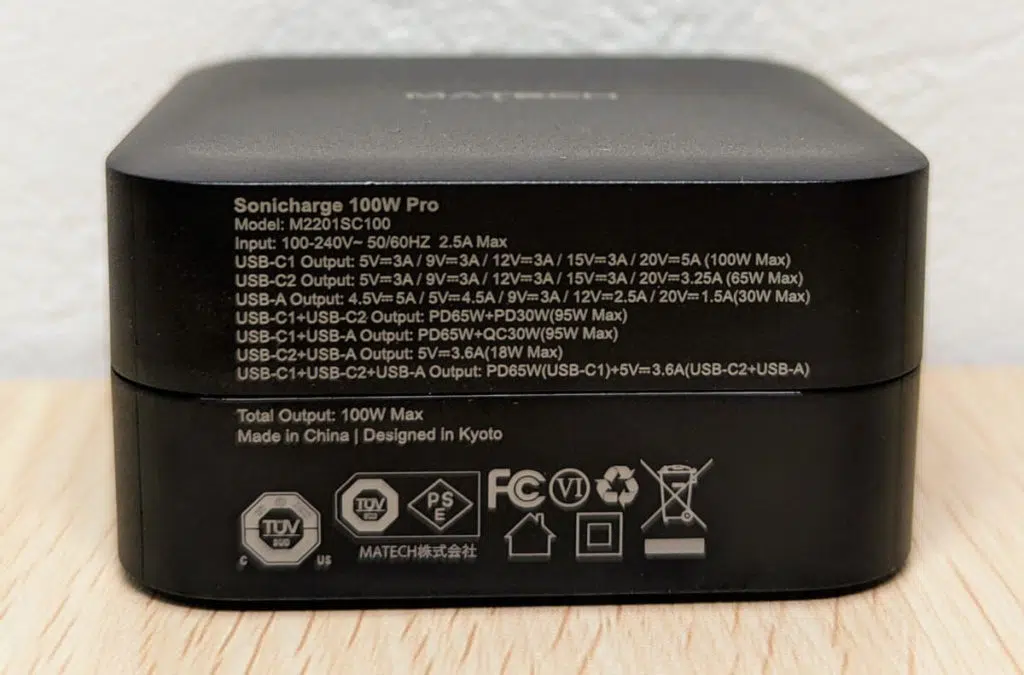 MATECH
Sonicharge 100W Pro
Model: M2201SC100
Input: 100-240V~ 50/60HZ 2.5A Max
USB-C1 Output: 5V⎓3A / 9V⎓3A / 12V⎓3A / 15V⎓3A / 20V⎓5A (100W Max)
USB-C2 Output: 5V⎓3A / 9V⎓3A / 12V⎓3A / 15V⎓3A / 20V⎓3.25A (65W Max)
USB-A Output: 4.5V⎓5A / 5V⎓4.5A / 9V⎓3A / 12V⎓2.5A / 20V⎓1.5A(30W Max)
USB-C1+USB-C2 Output: PD65W+PD30W(95W Max)
USB-C1+USB-A Output: PD65W+QC30W(95W Max)
USB-C2+USB-A Output: 5V⎓3.6A(18W Max)
USB-C1+USB-C2+USB-A Output: PD65W(USB-C1)+5V⎓3.6A(USB-C2+USB-A)
Total Output: 100W Max
Made in China | Designed in Kyoto
TÜV SÜD C US
TÜV SÜD PSE FC VI
MATECH株式会社